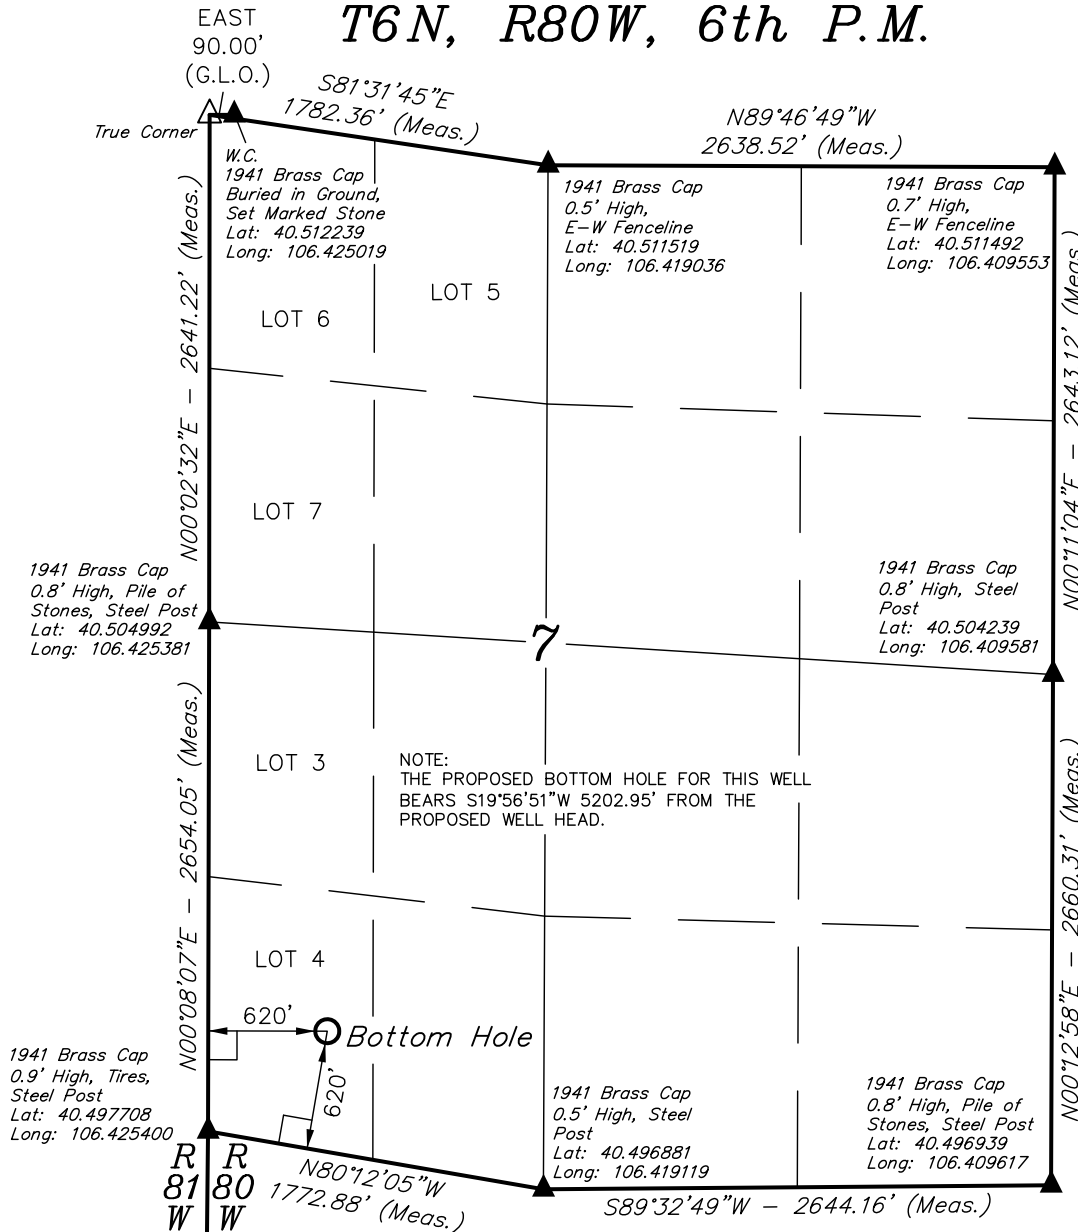 T6N, R80W, 6th P.M.
EAST
90.00'
(G.L.O.)
True Corner
S81°31'45"E
1782.36' (Meas.)
N89°46'49"W
2638.52' (Meas.)
W.C.
1941 Brass Cap
Buried in Ground,
Set Marked Stone
Lat: 40.512239
Long: 106.425019
1941 Brass Cap
0.5' High,
E-W Fenceline
Lat: 40.511519
Long: 106.419036
1941 Brass Cap
0.7' High,
E-W Fenceline
Lat: 40.511492
Long: 106.409553
N00°02'32"E - 2641.22' (Meas.)
N00°11'04"E - 2643.12' (Meas.)
LOT 5
LOT 6
LOT 7
1941 Brass Cap
0.8' High, Pile of
Stones, Steel Post
Lat: 40.504992
Long: 106.425381
7
1941 Brass Cap
0.8' High, Steel
Post
Lat: 40.504239
Long: 106.409581
LOT 3
NOTE:
THE PROPOSED BOTTOM HOLE FOR THIS WELL
BEARS S19°56'51"W 5202.95' FROM THE
PROPOSED WELL HEAD.
N00°08'07"E - 2654.05' (Meas.)
N00°12'58"E - 2660.31' (Meas.)
LOT 4
620'
Bottom Hole
620'
1941 Brass Cap
0.9' High, Tires,
Steel Post
Lat: 40.497708
Long: 106.425400
1941 Brass Cap
0.5' High, Steel
Post
Lat: 40.496881
Long: 106.419119
1941 Brass Cap
0.8' High, Pile of
Stones, Steel Post
Lat: 40.496939
Long: 106.409617
R R
81 80
W W
N80°12'05"W
1772.88' (Meas.)
S89°32'49"W - 2644.16' (Meas.)